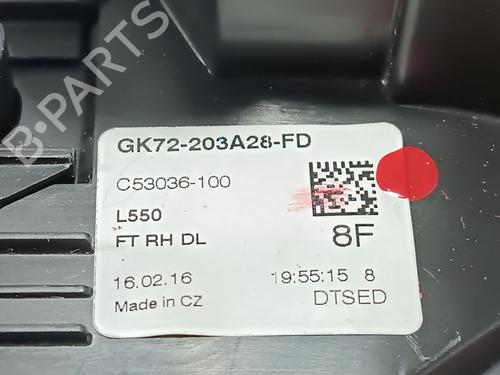 GK72-203A28-FD
C53036-100
L550
FT RH DL
8F
16.02.16
19:55:15 8
Made in CZ
DTSED
B-PARTS